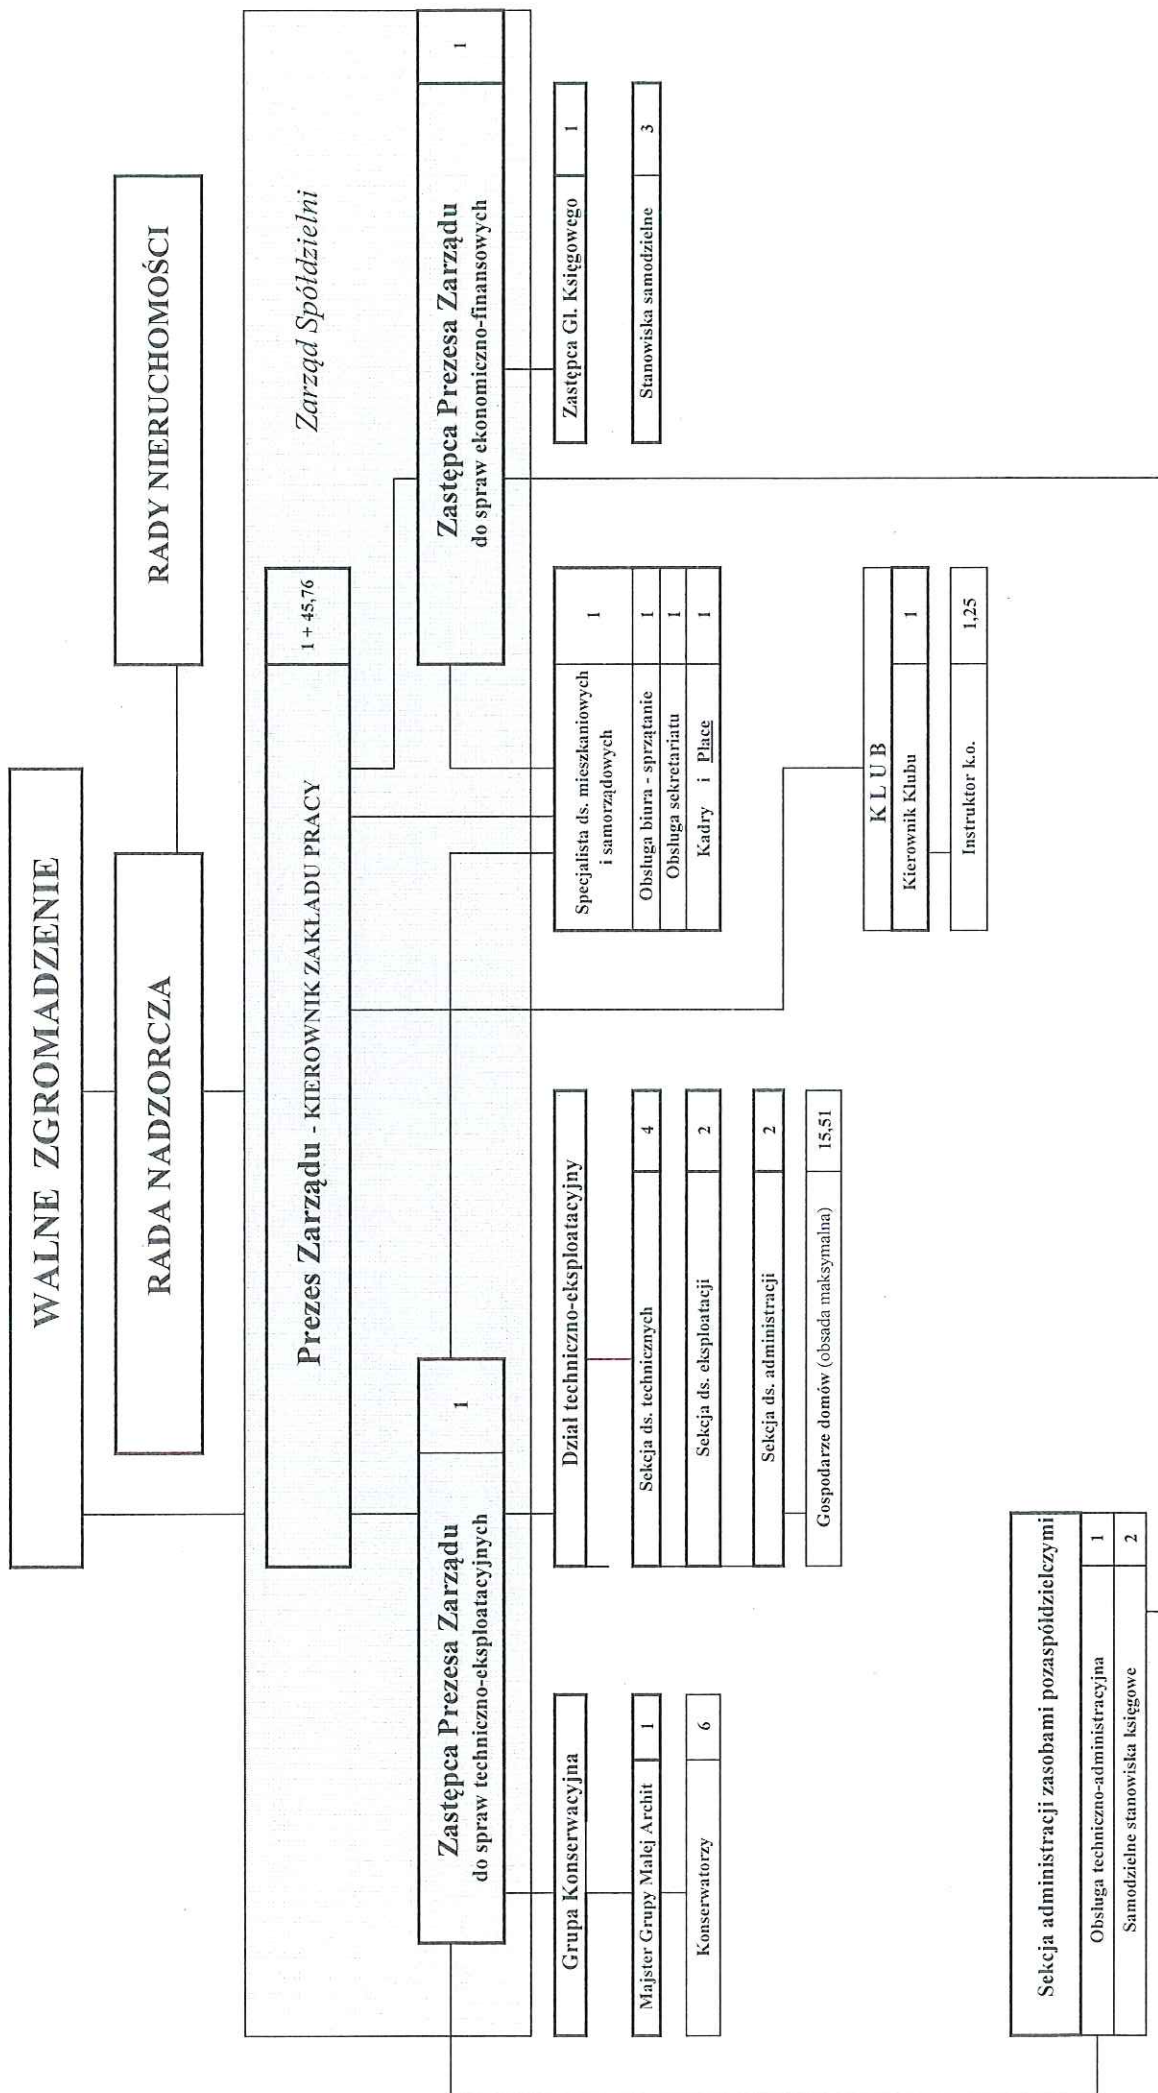 WALNE ZGROMADZENIE
RADA NADZORCZA
RADY NIERUCHOMOŚCI
Zarząd Spółdzielni
Prezes Zarządu - KIEROWNIK ZAKŁADU PRACY
1 + 45,76
Zastępca Prezesa Zarządu
do spraw techniczno-eksploatacyjnych
1
Zastępca Prezesa Zarządu
do spraw ekonomiczno-finansowych
1
Grupa Konserwacyjna
Majster Grupy Małej Archit
1
Konserwatorzy
6
Dział techniczno-eksploatacyjny
Sekcja ds. technicznych
4
Sekcja ds. eksploatacji
2
Sekcja ds. administracji
2
Gospodarze domów (obsada maksymalna)
15,51
Specjalista ds. mieszkaniowych
i samorządowych
1
Obsługa biura - sprzątanie
1
Obsługa sekretariatu
1
Kadry i Płace
1
Zastępca Gł. Księgowego
1
Stanowiska samodzielne
3
KLUB
Kierownik Klubu
1
Instruktor k.o.
1,25
Sekcja administracji zasobami pozaspółdzielczymi
Obsługa techniczno-administracyjna
1
Samodzielne stanowiska księgowe
2